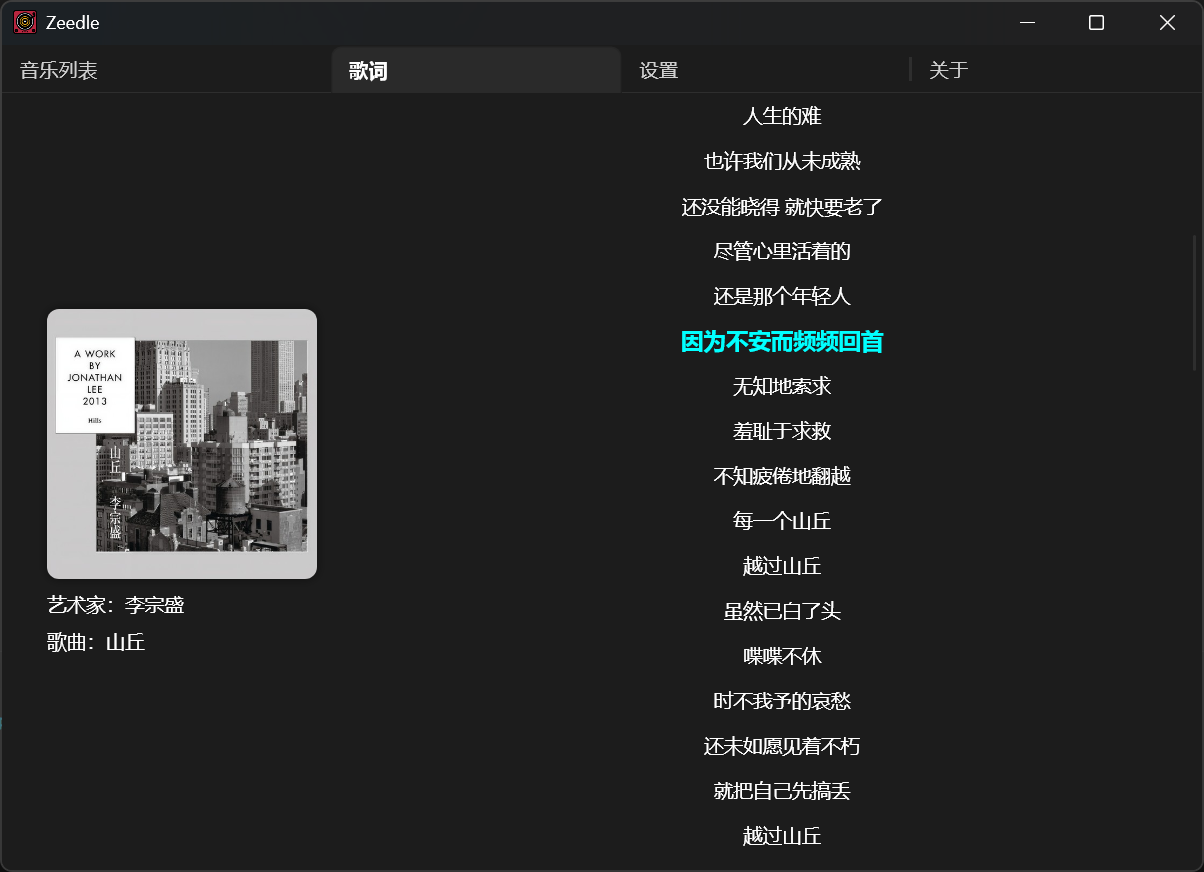 Zeedle
音乐列表
歌词
设置
关于
A WORK
BY
JONATHAN
LEE
2013
Hills
山丘
李宗盛
艺术家：李宗盛
歌曲：山丘
人生的难
也许我们从未成熟
还没能晓得 就快要老了
尽管心里活着的
还是那个年轻人
因为不安而频频回首
无知地索求
羞耻于求救
不知疲倦地翻越
每一个山丘
越过山丘
虽然已白了头
喋喋不休
时不我予的哀愁
还未如愿见着不朽
就把自己先搞丢
越过山丘